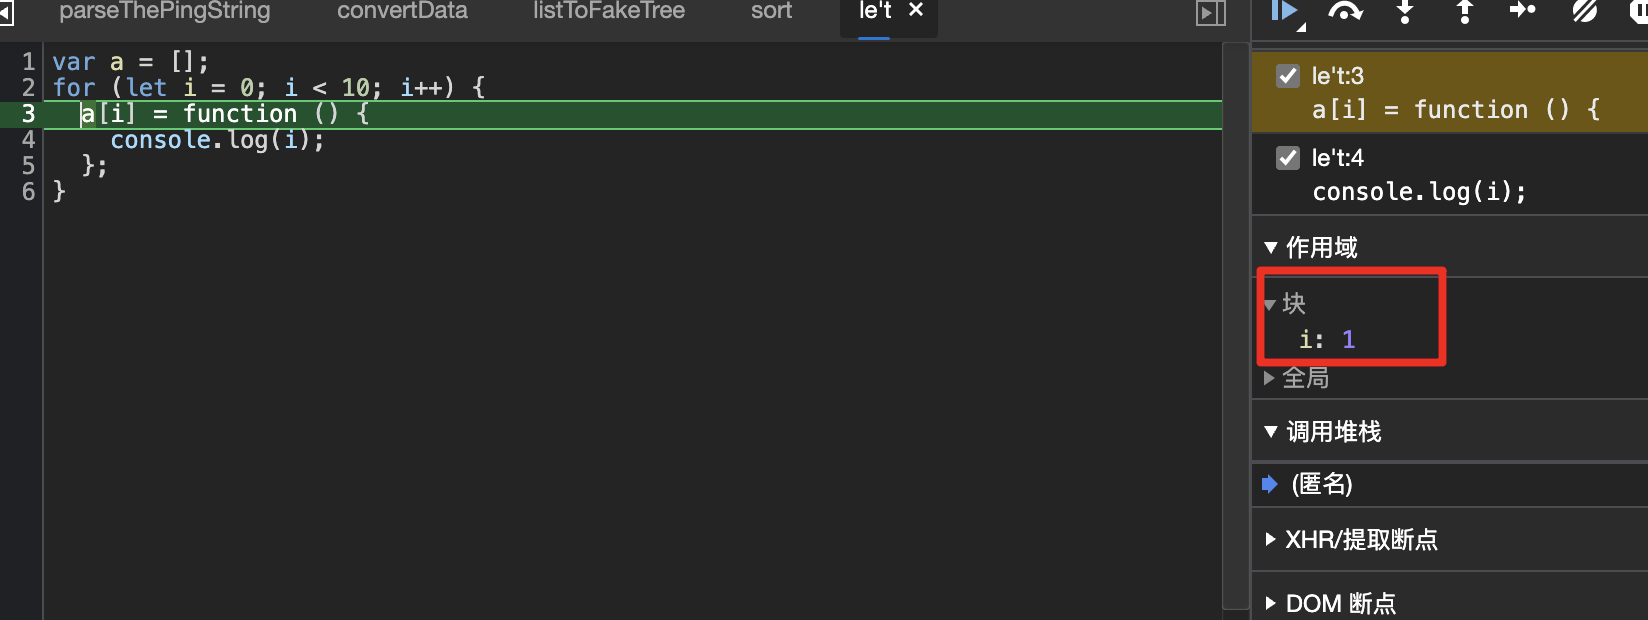 parseThePingString convertData listToFakeTree sort le't ×
1 var a = [];
2 for (let i = 0; i < 10; i++) {
3 a[i] = function () {
4 console.log(i);
5 };
6 }
le't:3
a[i] = function () {
le't:4
console.log(i);
作用域
块
i: 1
全局
调用堆栈
(匿名)
XHR/提取断点
DOM 断点